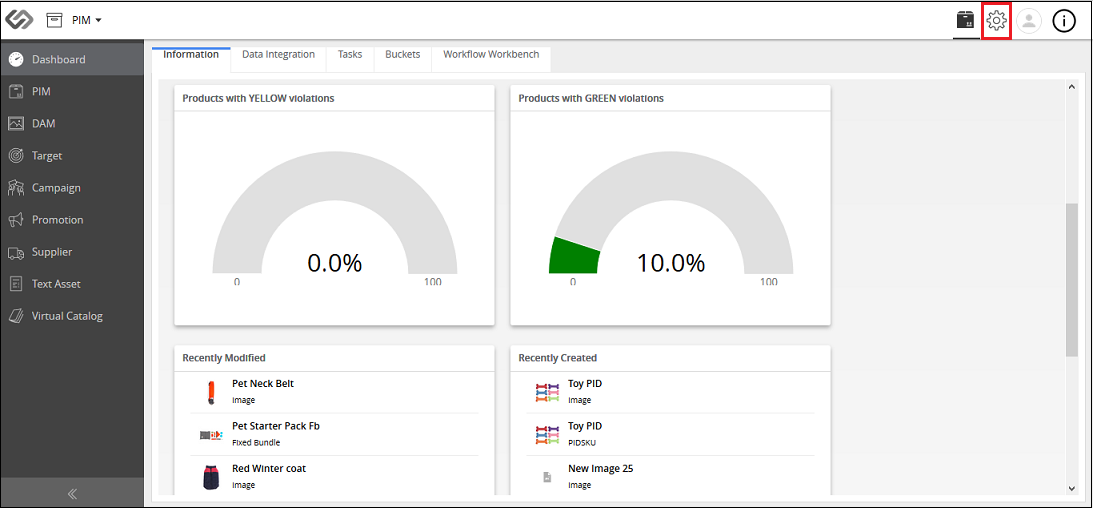 PIM
Dashboard
PIM
DAM
Target
Campaign
Promotion
Supplier
Text Asset
Virtual Catalog
Information
Data Integration
Tasks
Buckets
Workflow Workbench
Products with YELLOW violations
0.0%
0
100
Products with GREEN violations
10.0%
0
100
Recently Modified
Pet Neck Belt
image
Pet Starter Pack Fb
Fixed Bundle
Red Winter coat
image
Recently Created
Toy PID
image
Toy PID
PIDSKU
New Image 25
image